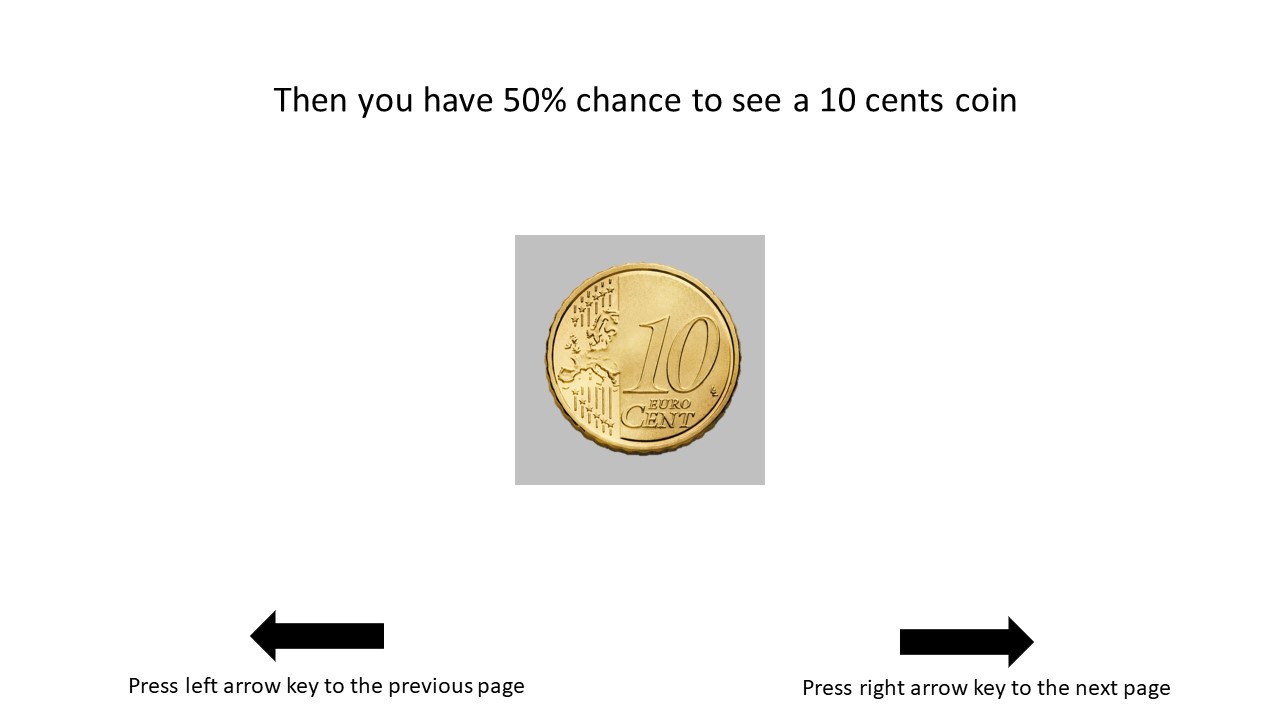 Then you have 50% chance to see a 10 cents coin
10
EURO
CENT
Press left arrow key to the previous page
Press right arrow key to the next page